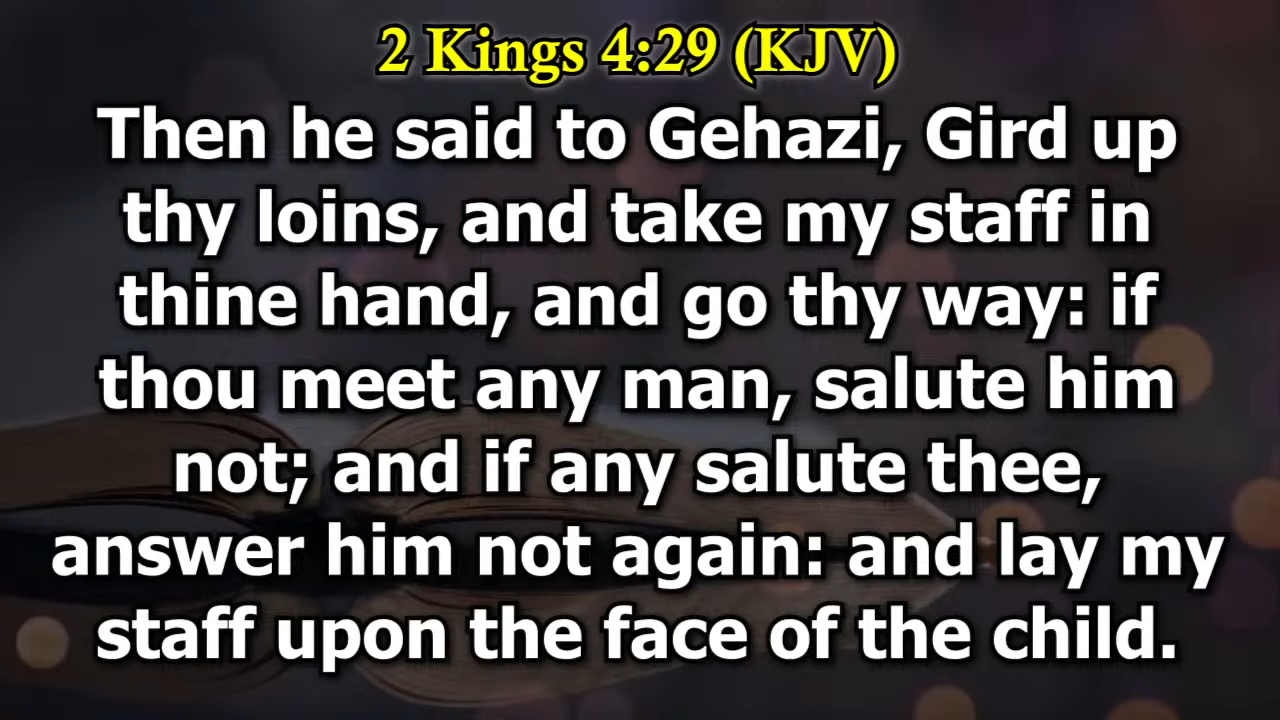 2 Kings 4:29 (KJV)
Then he said to Gehazi, Gird up
thy loins, and take my staff in
thine hand, and go thy way: if
thou meet any man, salute him
not; and if any salute thee,
answer him not again: and lay my
staff upon the face of the child.